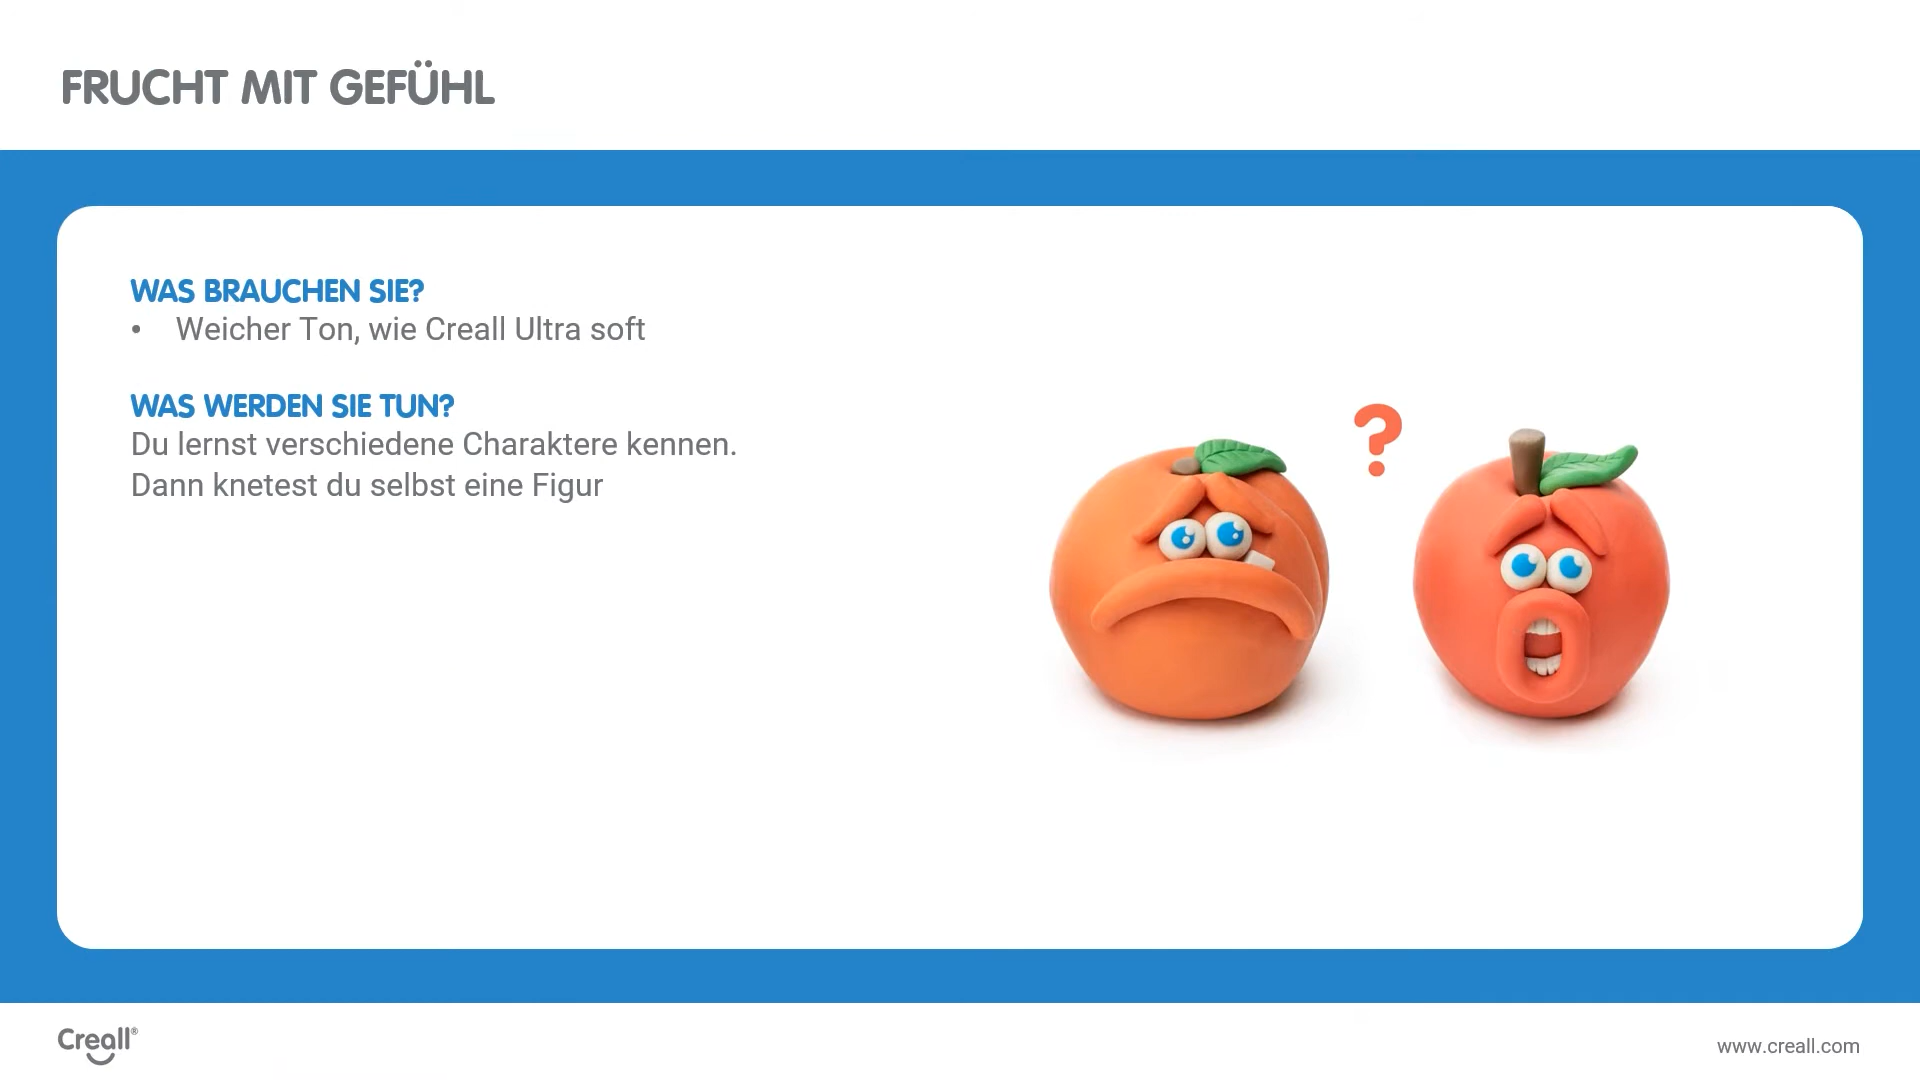 FRUCHT MIT GEFÜHL
WAS BRAUCHEN SIE?
• Weicher Ton, wie Creall Ultra soft
WAS WERDEN SIE TUN?
Du lernst verschiedene Charaktere kennen.
Dann knetest du selbst eine Figur
?
Creall®
www.creall.com